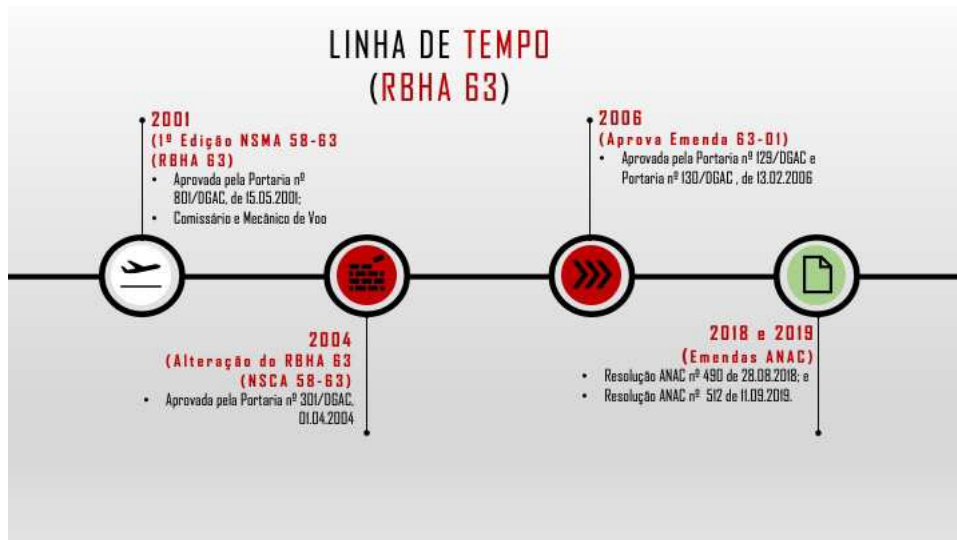 LINHA DE TEMPO
(RBHA 63)
2001
(1º Edição NSMA 58-63
(RBHA 63)
• Aprovada pela Portaria nº
801/DGAC, de 15.05.2001;
• Comissário e Mecânico de Voo
2004
(Alteração do RBHA 63
(NSCA 58-63)
• Aprovada pela Portaria nº 301/DGAC,
01.04.2004
2006
(Aprova Emenda 63-01)
• Aprovada pela Portaria nº 129/DGAC e
Portaria nº 130/DGAC , de 13.02.2006
2018 e 2019
(Emendas ANAC)
• Resolução ANAC nº 490 de 28.08.2018; e
• Resolução ANAC nº 512 de 11.09.2019.